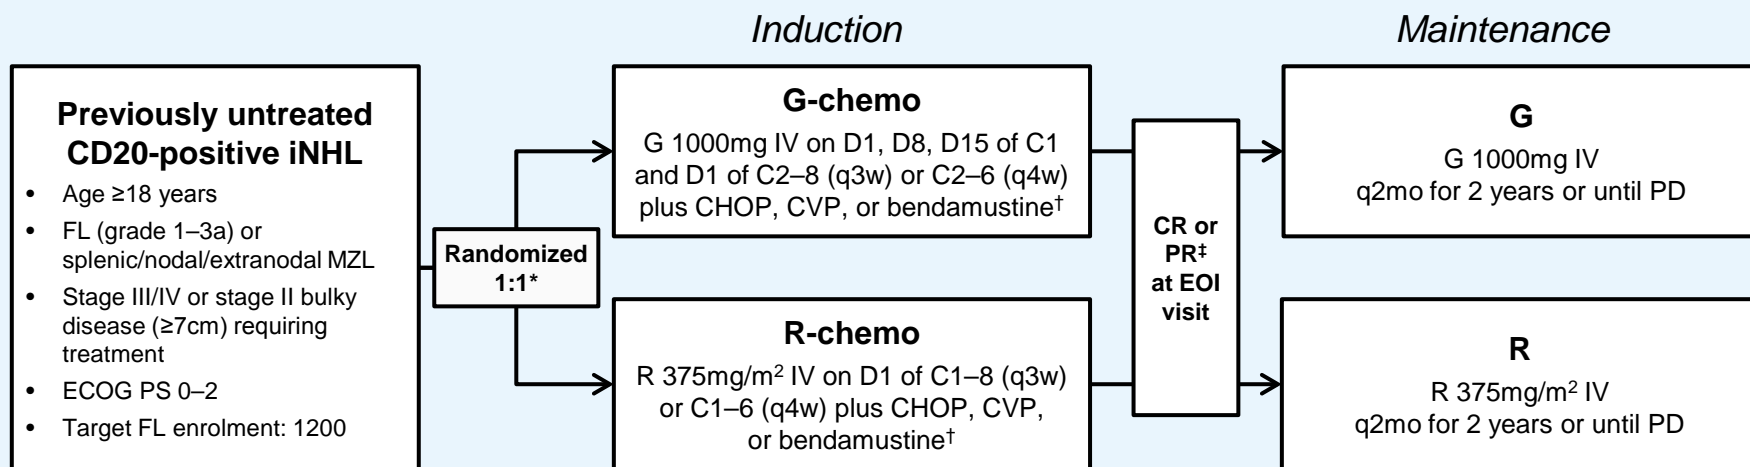 Induction
Maintenance
Previously untreated
CD20-positive iNHL
• Age ≥18 years
• FL (grade 1–3a) or
splenic/nodal/extranodal MZL
• Stage III/IV or stage II bulky
disease (≥7cm) requiring
treatment
• ECOG PS 0–2
• Target FL enrolment: 1200
Randomized
1:1*
G-chemo
G 1000mg IV on D1, D8, D15 of C1
and D1 of C2–8 (q3w) or C2–6 (q4w)
plus CHOP, CVP, or bendamustine†
R-chemo
R 375mg/m² IV on D1 of C1–8 (q3w)
or C1–6 (q4w) plus CHOP, CVP,
or bendamustine†
CR or
PR‡
at EOI
visit
G
G 1000mg IV
q2mo for 2 years or until PD
R
R 375mg/m² IV
q2mo for 2 years or until PD